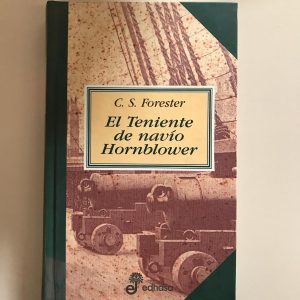 C. S. Forester
El Teniente
de navío
Hornblower
edhasa